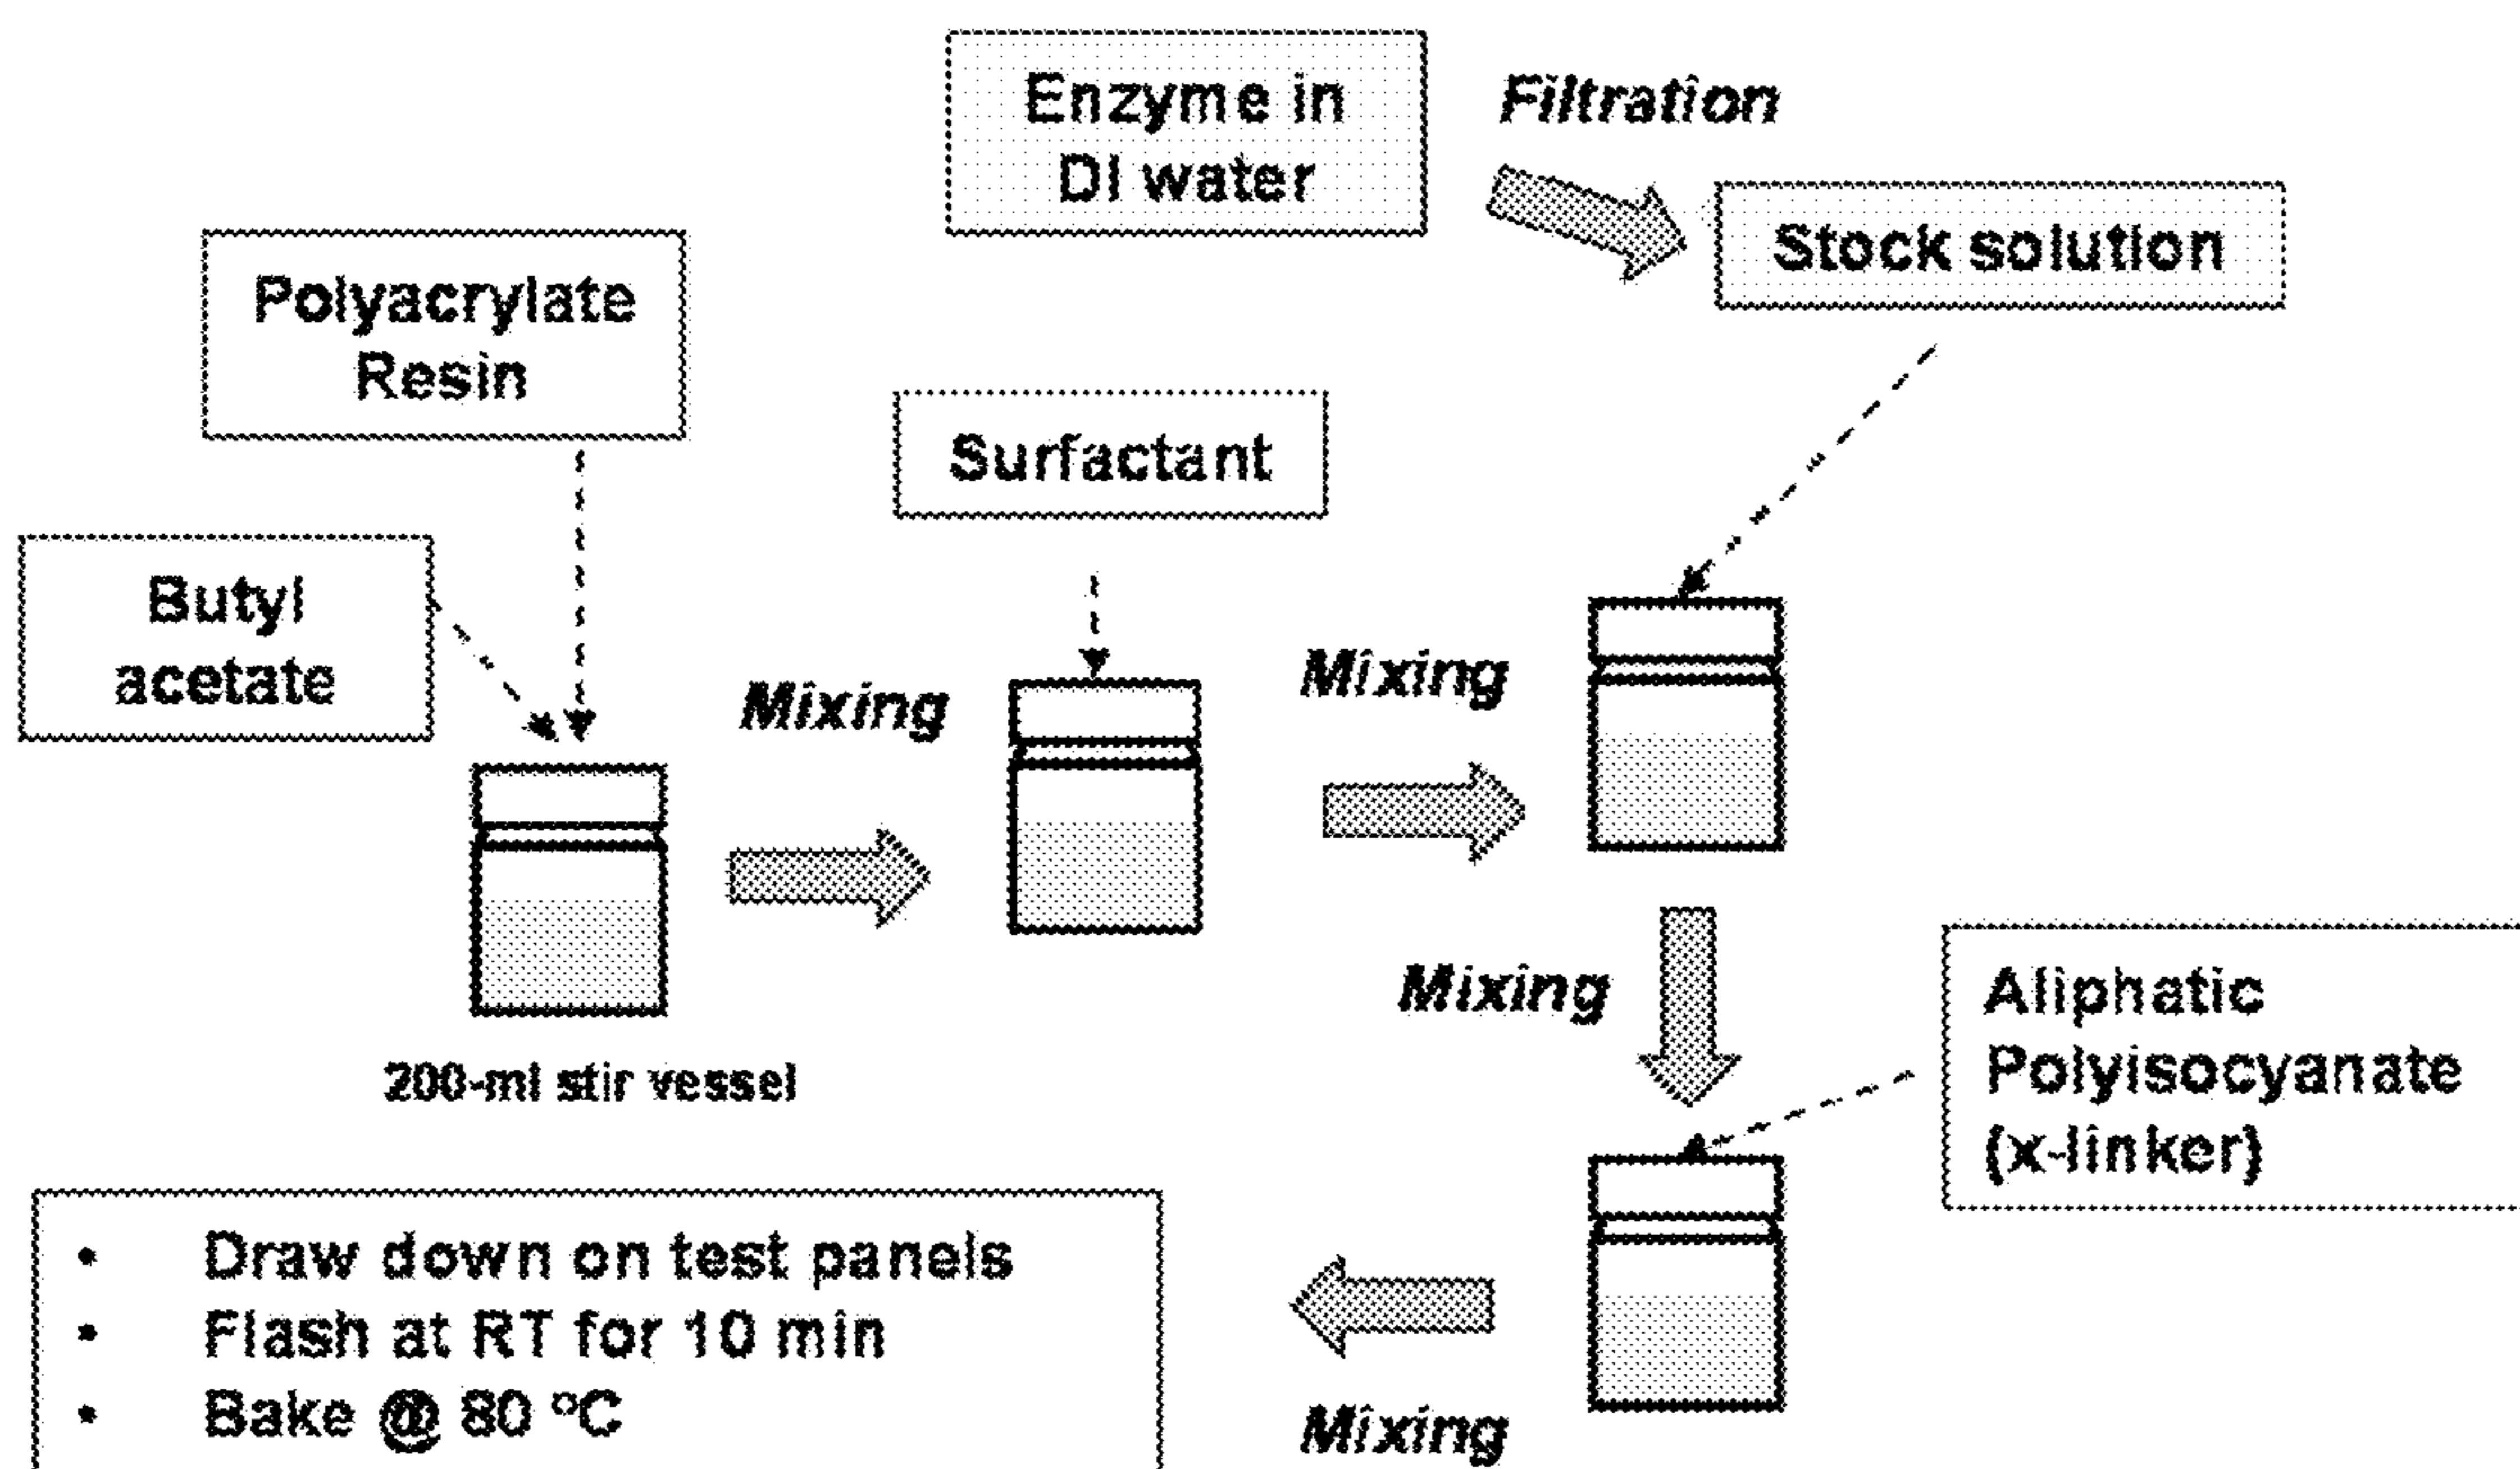 Enzyme in
DI water
Filtration
Stock solution
Polyacrylate
Resin
Surfactant
Butyl
acetate
Mixing
Mixing
200-ml stir vessel
Mixing
Aliphatic
Polyisocyanate
(x-linker)
• Draw down on test panels
• Flash at RT for 10 min
• Bake @ 80 °C
Mixing